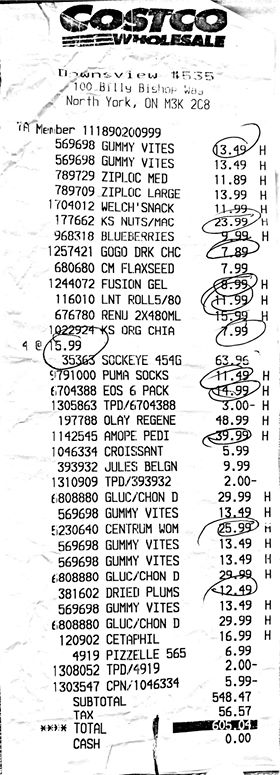 COSTCO
WHOLESALE
Downsview #535
100 Billy Bishop Way
North York, ON M3K 2C8
7A Member 111890200999
569698 GUMMY VITES 13.49 H
569698 GUMMY VITES 13.49 H
789729 ZIPLOC MED 11.89 H
789709 ZIPLOC LARGE 13.99 H
1704012 WELCH'SNACK 11.99 H
177662 KS NUTS/MAC 23.99 H
968318 BLUEBERRIES 9.99 H
1257421 GOGO DRK CHC 7.89 H
680680 CM FLAXSEED 7.99
1244072 FUSION GEL 8.99 H
116010 LNT ROLL5/80 11.99 H
676780 RENU 2X480ML 15.99 H
1022924 KS ORG CHIA 7.99
4 @ 15.99
35363 SOCKEYE 454G 63.96
9791000 PUMA SOCKS 11.49 H
6704388 EOS 6 PACK 14.99 H
1305863 TPD/6704388 3.00- H
197788 OLAY REGENE 48.99 H
1142545 AMOPE PEDI 39.99 H
1046334 CROISSANT 5.99
393932 JULES BELGN 9.99
1310909 TPD/393932 2.00-
6808880 GLUC/CHON D 29.99 H
569698 GUMMY VITES 13.49 H
5230640 CENTRUM WOM 25.99 H
569698 GUMMY VITES 13.49 H
569698 GUMMY VITES 13.49 H
6808880 GLUC/CHON D 29.99 H
381602 DRIED PLUMS 12.49
569698 GUMMY VITES 13.49 H
6808880 GLUC/CHON D 29.99 H
120902 CETAPHIL 16.99 H
4919 PIZZELLE 565 6.99
1308052 TPD/4919 2.00-
1303547 CPN/1046334 5.99-
SUBTOTAL 548.47
TAX 56.57
**** TOTAL 605.04
CASH 0.00